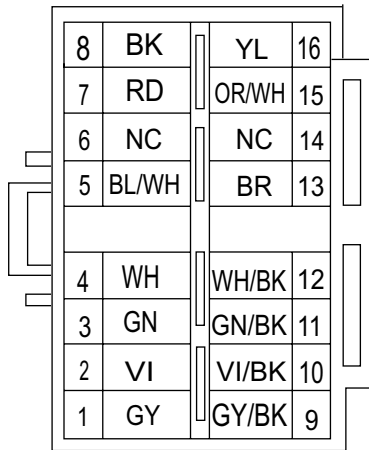 8 BK YL 16
7 RD OR/WH 15
6 NC NC 14
5 BL/WH BR 13
4 WH WH/BK 12
3 GN GN/BK 11
2 VI VI/BK 10
1 GY GY/BK 9